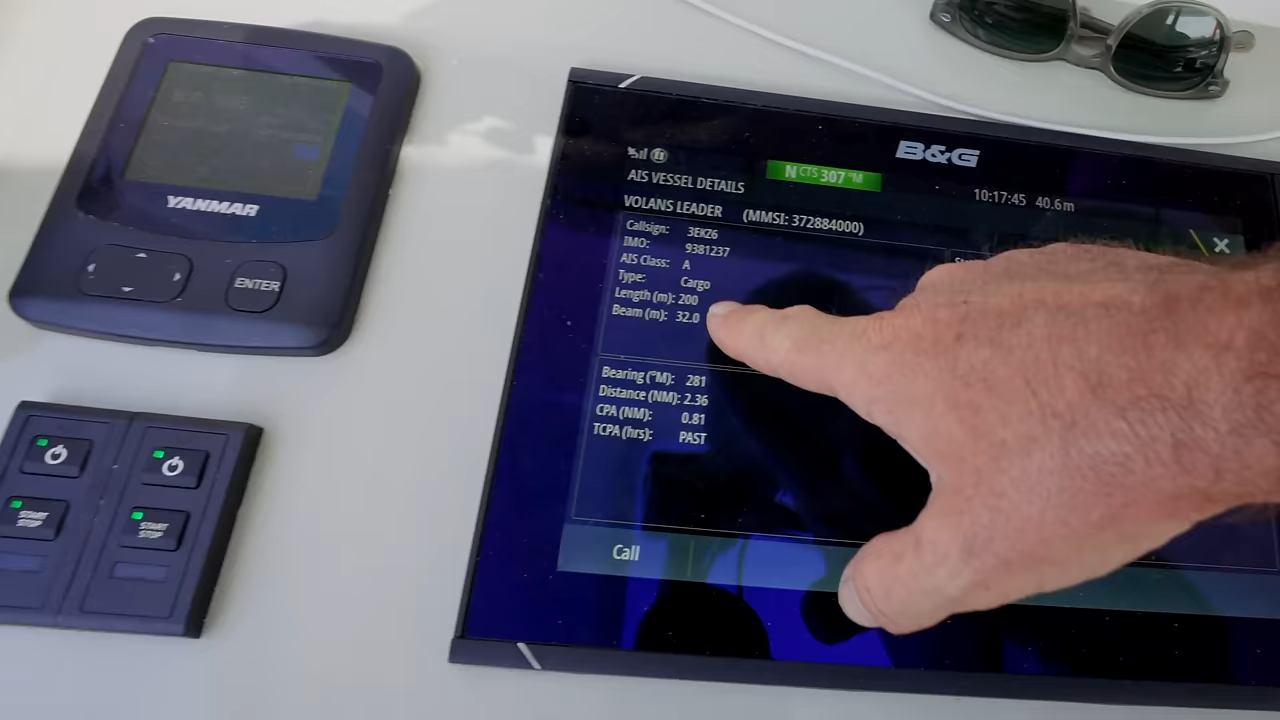 B&G
N CTS 307 °M
10:17:45 40.6m
AIS VESSEL DETAILS
VOLANS LEADER (MMSI: 372884000)
Callsign: 3EKZ6
IMO: 9381237
AIS Class: A
Type: Cargo
Length (m): 200
Beam (m): 32.0
Bearing (°M): 281
Distance (NM): 2.36
CPA (NM): 0.81
TCPA (hrs): PAST
Call
YANMAR
ENTER
START
STOP
START
STOP